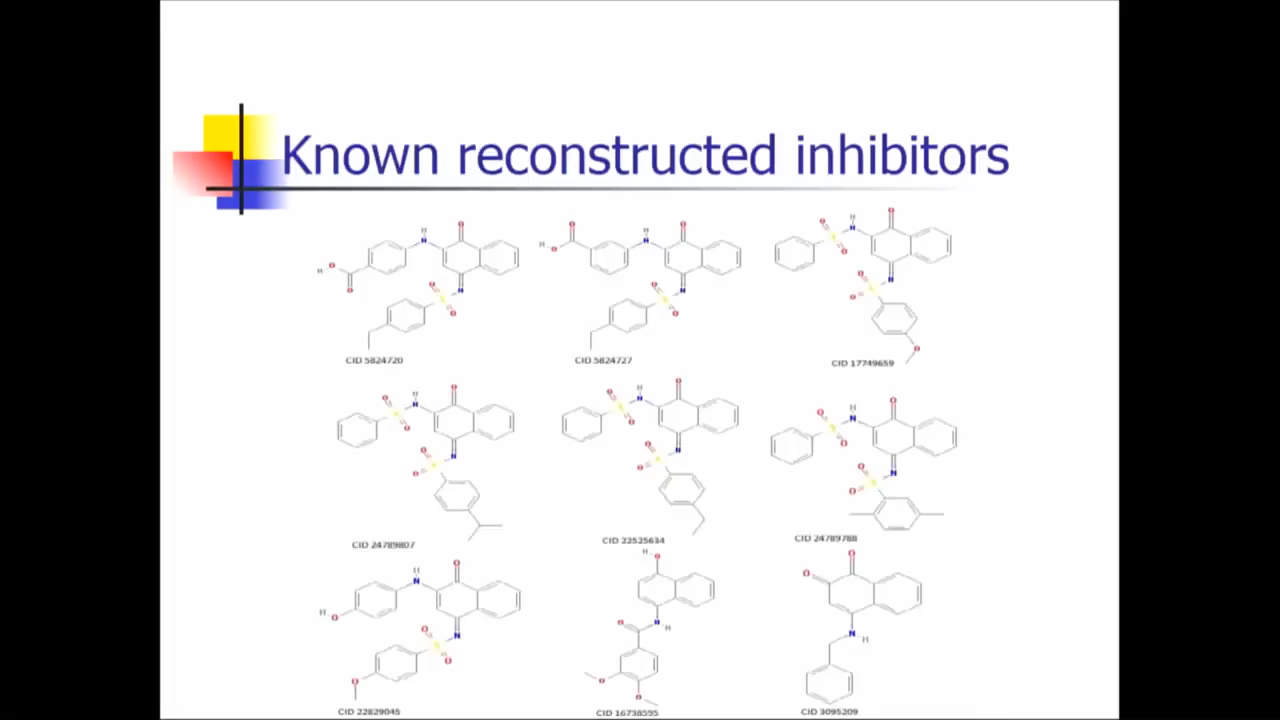 Known reconstructed inhibitors
CID 5824720
CID 5824727
CID 17749659
CID 24789807
CID 22525634
CID 24789788
CID 22829045
CID 16738595
CID 3095209